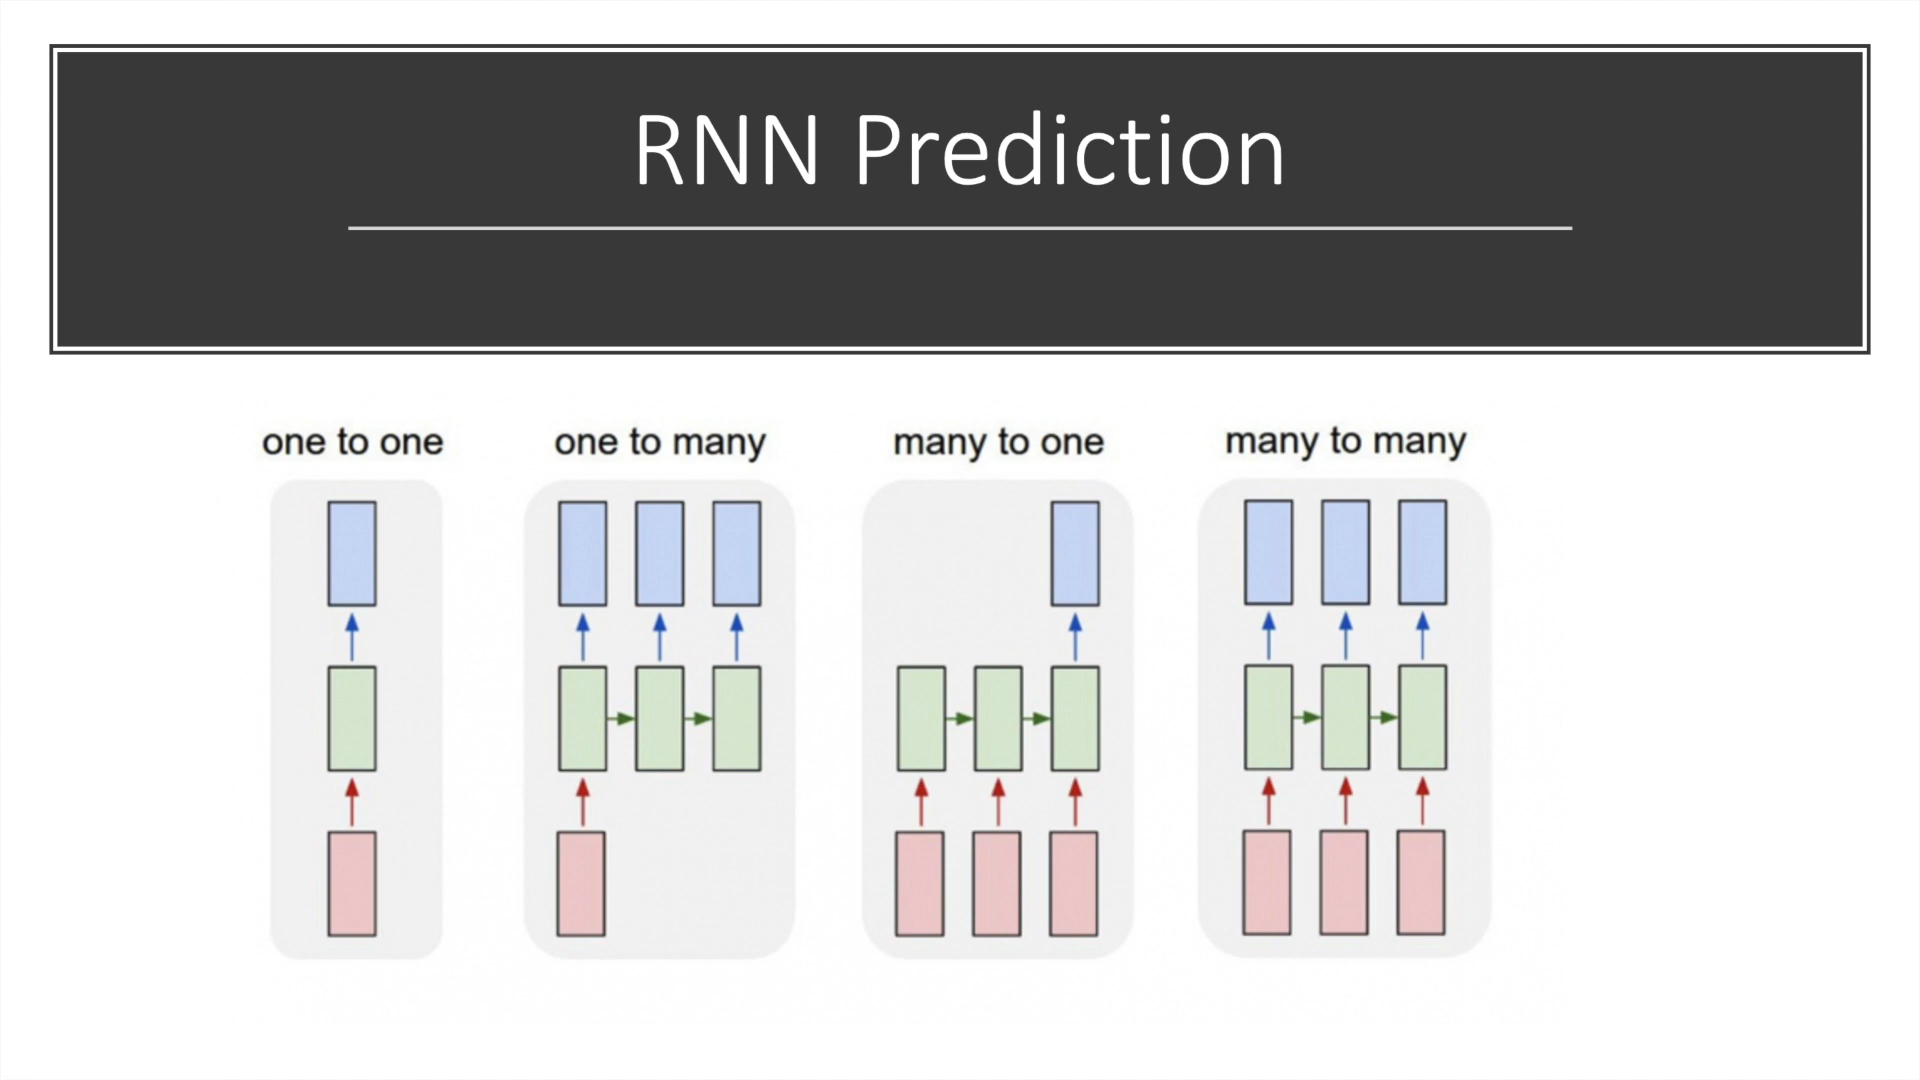 RNN Prediction
one to one
one to many
many to one
many to many